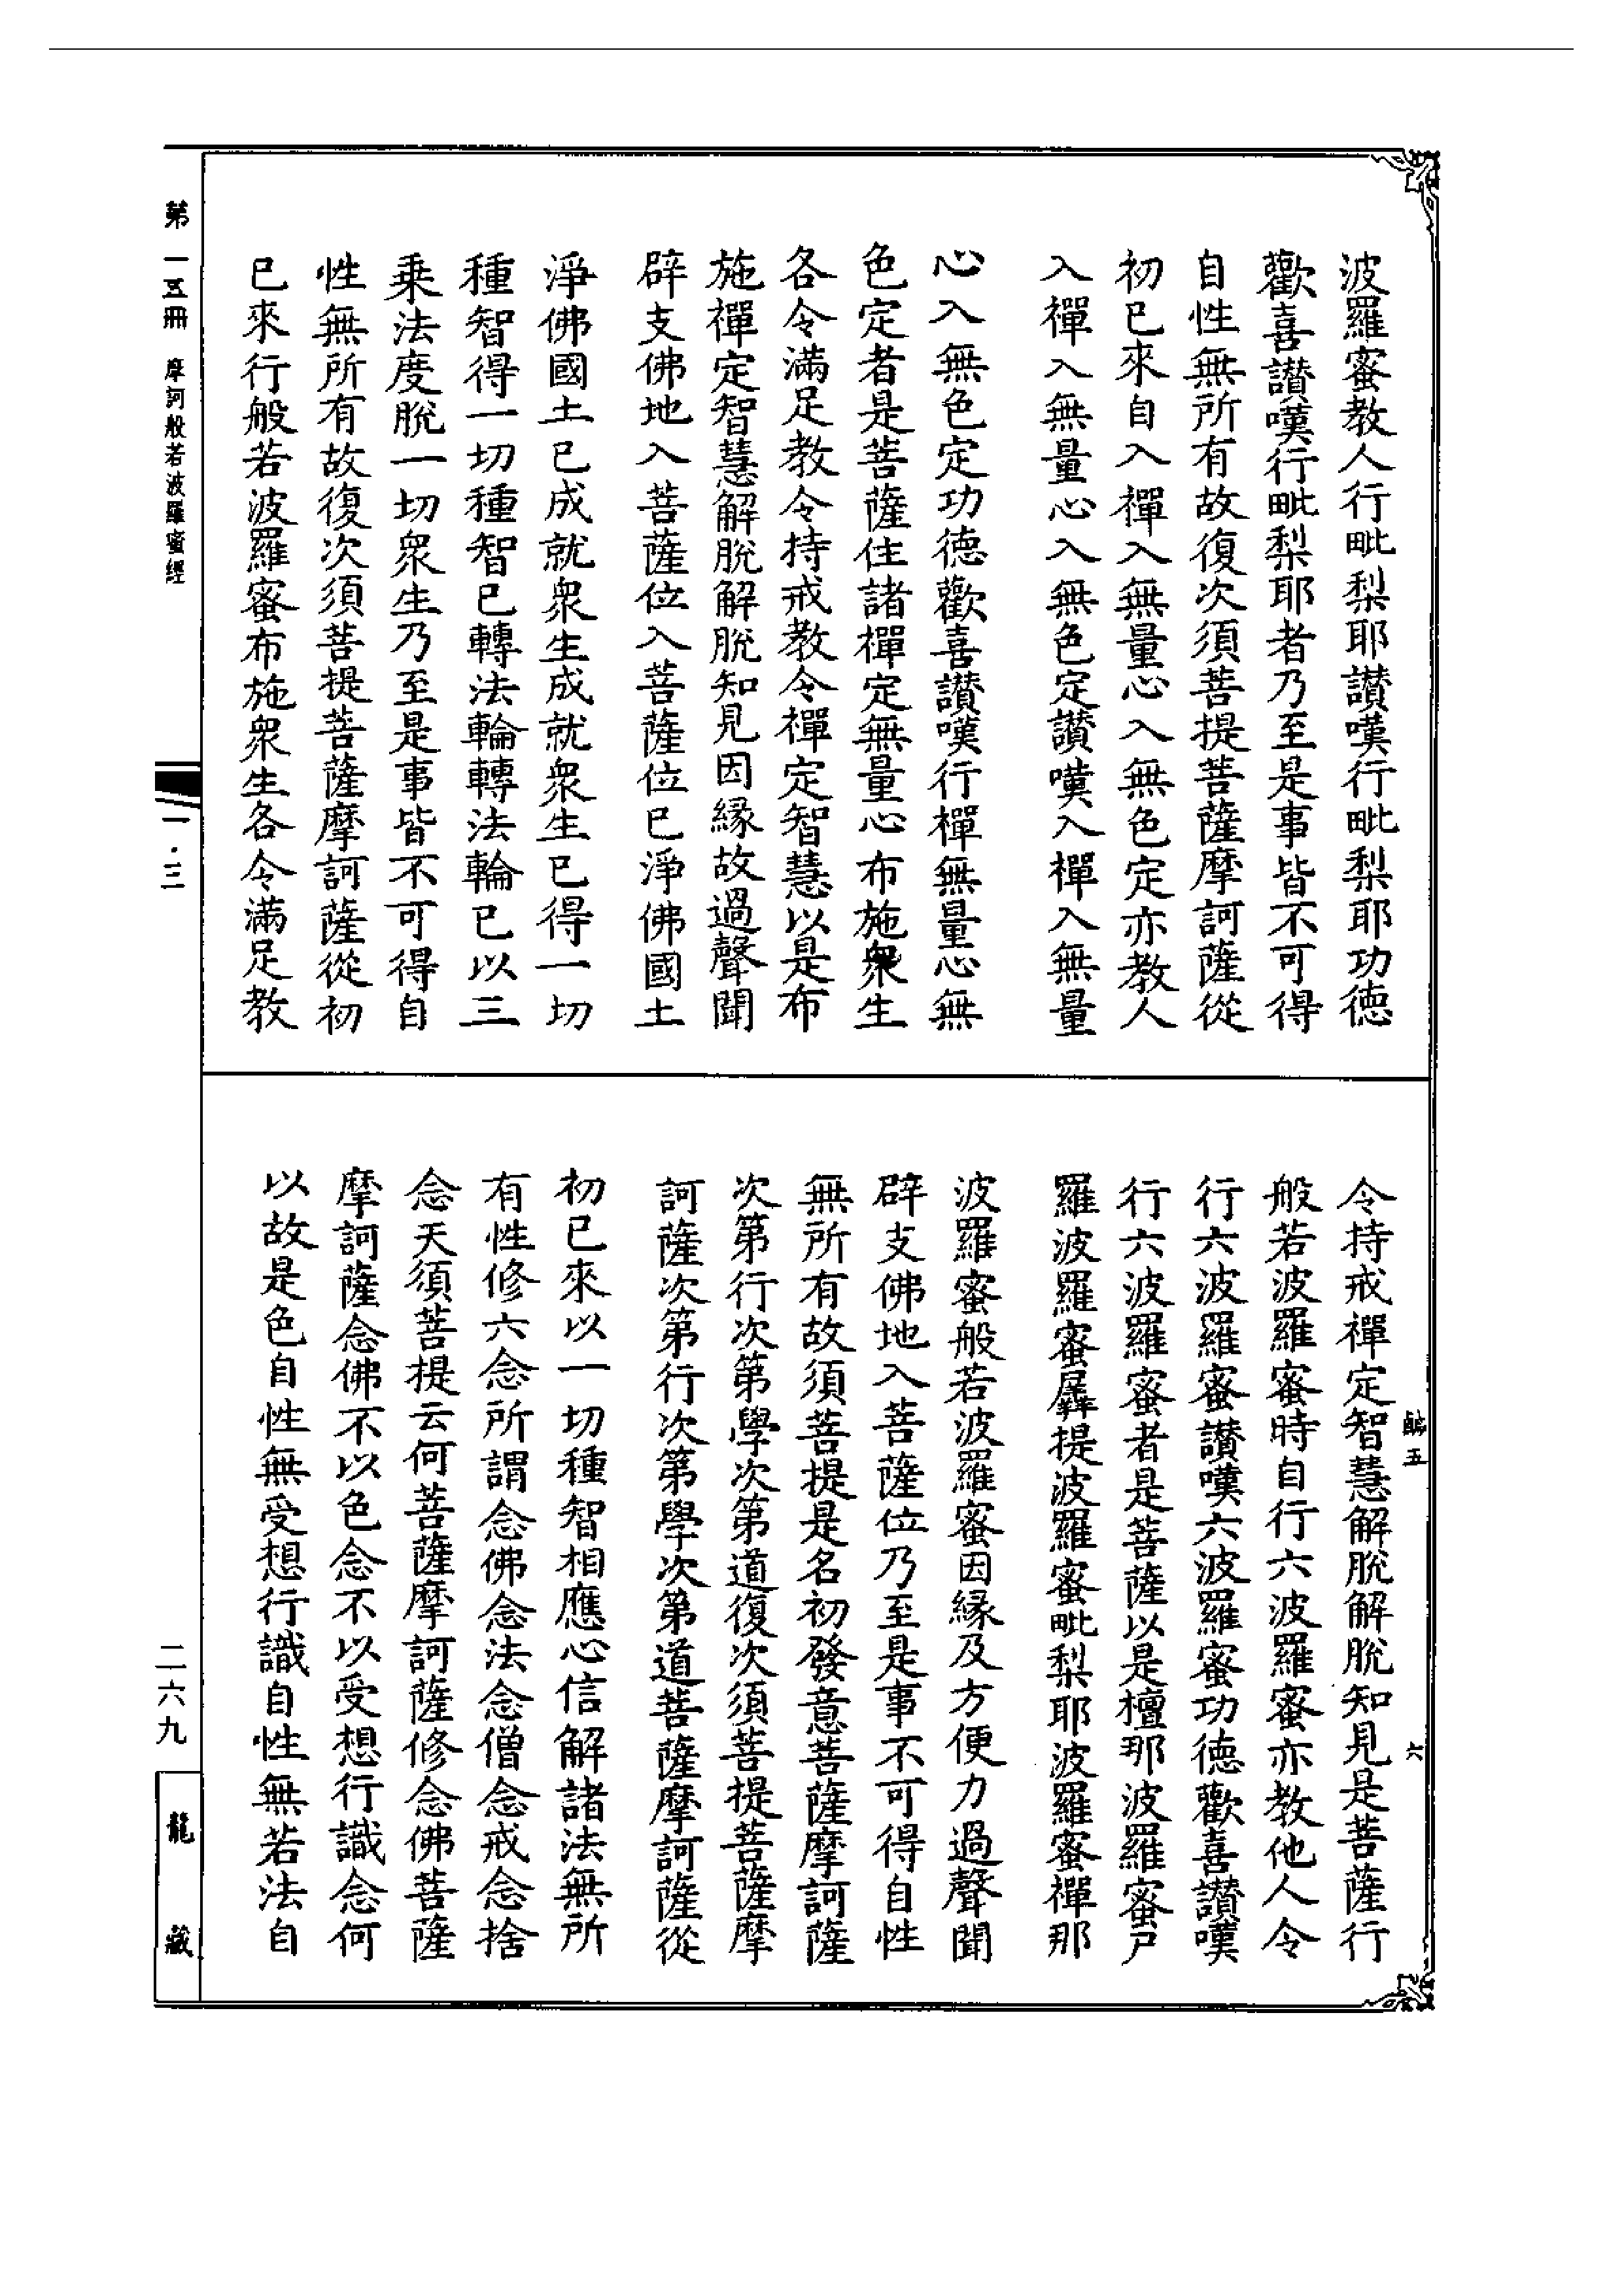 波羅蜜教人行毗梨耶讃嘆行毗梨耶功德
歡喜讃嘆行毗梨耶者乃至是事皆不可得
自性無所有故復次須菩提菩薩摩訶薩從
初已來自入禪入無量心入無色定亦教人
入禪入無量心入無色定讃嘆入禪入無量
心入無色定功德歡喜讃嘆行禪無量心無
色定者是菩薩住諸禪定無量心布施衆生
各令滿足教令持戒教令禪定智慧以是布
施禪定智慧解脫解脫知見因緣故過聲聞
辟支佛地入菩薩位入菩薩位已淨佛國土
淨佛國土已成就衆生成就衆生已得一切
種智得一切種智已轉法輪轉法輪已以三
乗法度脫一切衆生乃至是事皆不可得自
性無所有故復次須菩提菩薩摩訶薩從初
已來行般若波羅蜜布施衆生各令滿足教
令持戒禪定智慧解脫解脫知見是菩薩行
般若波羅蜜時自行六波羅蜜亦教他人令
行六波羅蜜讃嘆六波羅蜜功德歡喜讃嘆
行六波羅蜜者是菩薩以是檀那波羅蜜尸
羅波羅蜜羼提波羅蜜毗梨耶波羅蜜禪那
波羅蜜般若波羅蜜因緣及方便力過聲聞
辟支佛地入菩薩位乃至是事不可得自性
無所有故須菩提是名初發意菩薩摩訶薩
次第行次第學次第道復次須菩提菩薩摩
訶薩次第行次第學次第道菩薩摩訶薩從
初已來以一切種智相應心信解諸法無所
有性修六念所謂念佛念法念僧念戒念捨
念天須菩提云何菩薩摩訶薩修念佛菩薩
摩訶薩念佛不以色念不以受想行識念何
以故是色自性無受想行識自性無若法自
五 六
第一五冊 摩訶般若波羅蜜經
一·三
二六九
龍藏